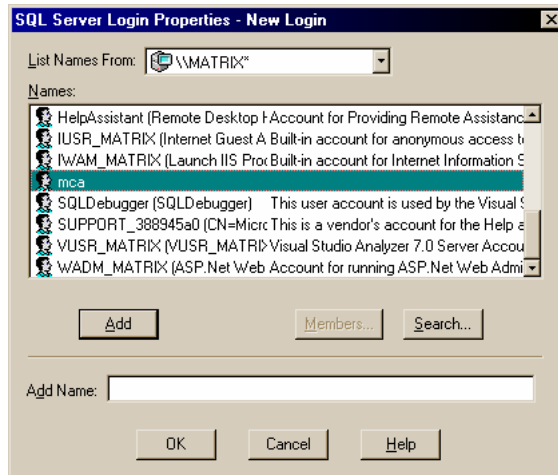 SQL Server Login Properties - New Login
List Names From: \\MATRIX*
Names:
HelpAssistant (Remote Desktop H Account for Providing Remote Assistanc
IUSR_MATRIX (Internet Guest A Built-in account for anonymous access to
IWAM_MATRIX (Launch IIS Proc Built-in account for Internet Information S
mca
SQLDebugger (SQLDebugger) This user account is used by the Visual S
SUPPORT_388945a0 (CN=Micro This is a vendor's account for the Help a
VUSR_MATRIX (VUSR_MATRIX Visual Studio Analyzer 7.0 Server Accou
WADM_MATRIX (ASP.Net Web Account for running ASP.Net Web Admi
Add Members... Search...
Add Name:
OK Cancel Help